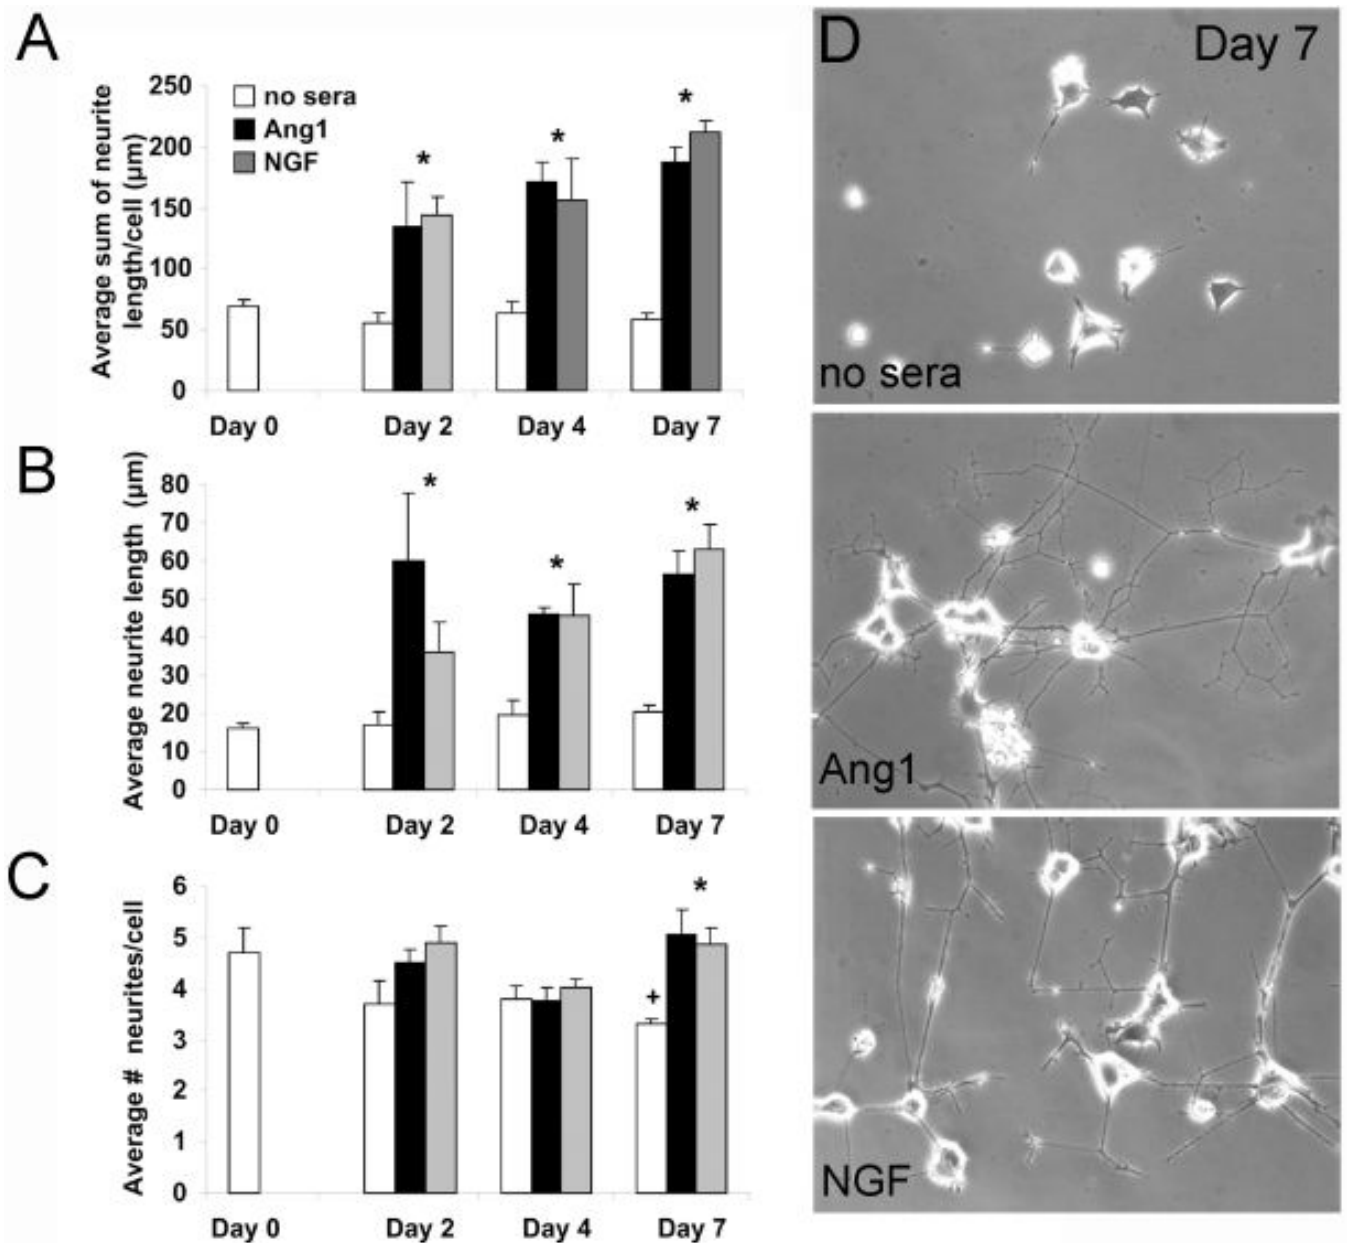 A
250
200
150
100
50
0
Average sum of neurite
length/cell (µm)
no sera
Ang1
NGF
*
*
*
Day 0
Day 2
Day 4
Day 7
B
80
70
60
50
40
30
20
10
0
Average neurite length (µm)
*
*
*
Day 0
Day 2
Day 4
Day 7
C
6
5
4
3
2
1
0
Average # neurites/cell
+
*
Day 0
Day 2
Day 4
Day 7
D
Day 7
no sera
Ang1
NGF